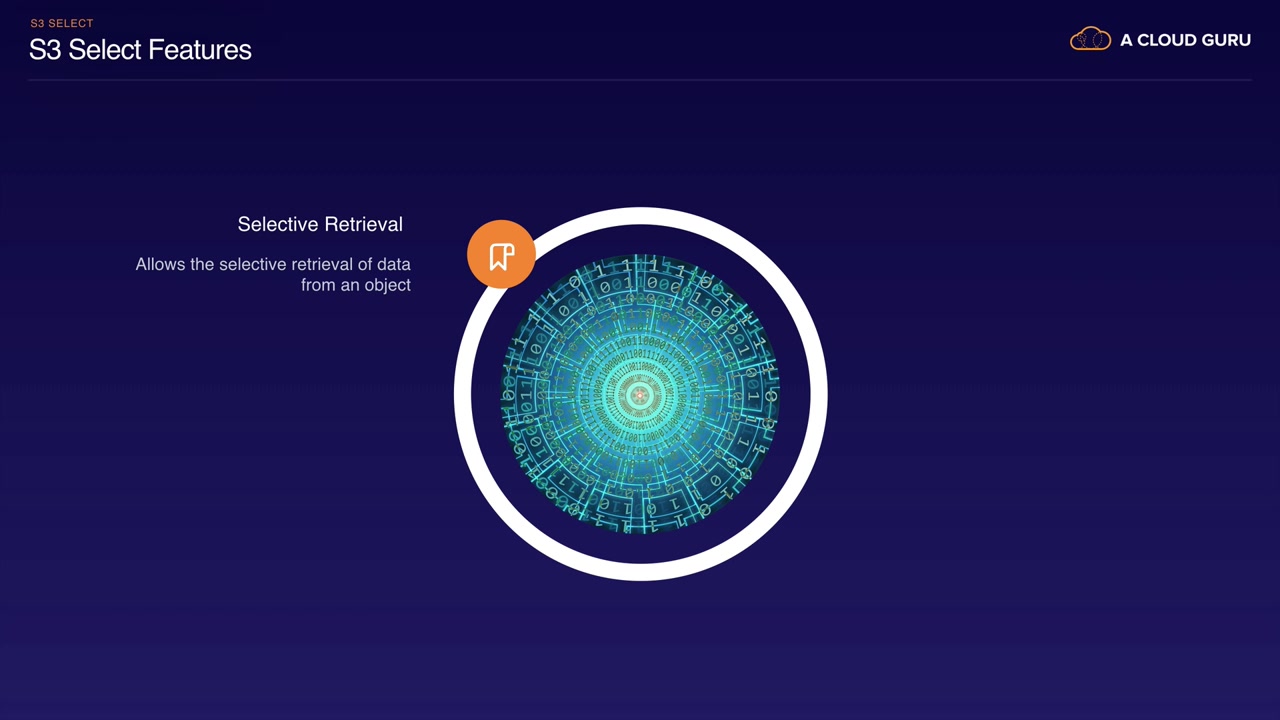 S3 SELECT
S3 Select Features
A CLOUD GURU
Selective Retrieval
Allows the selective retrieval of data
from an object